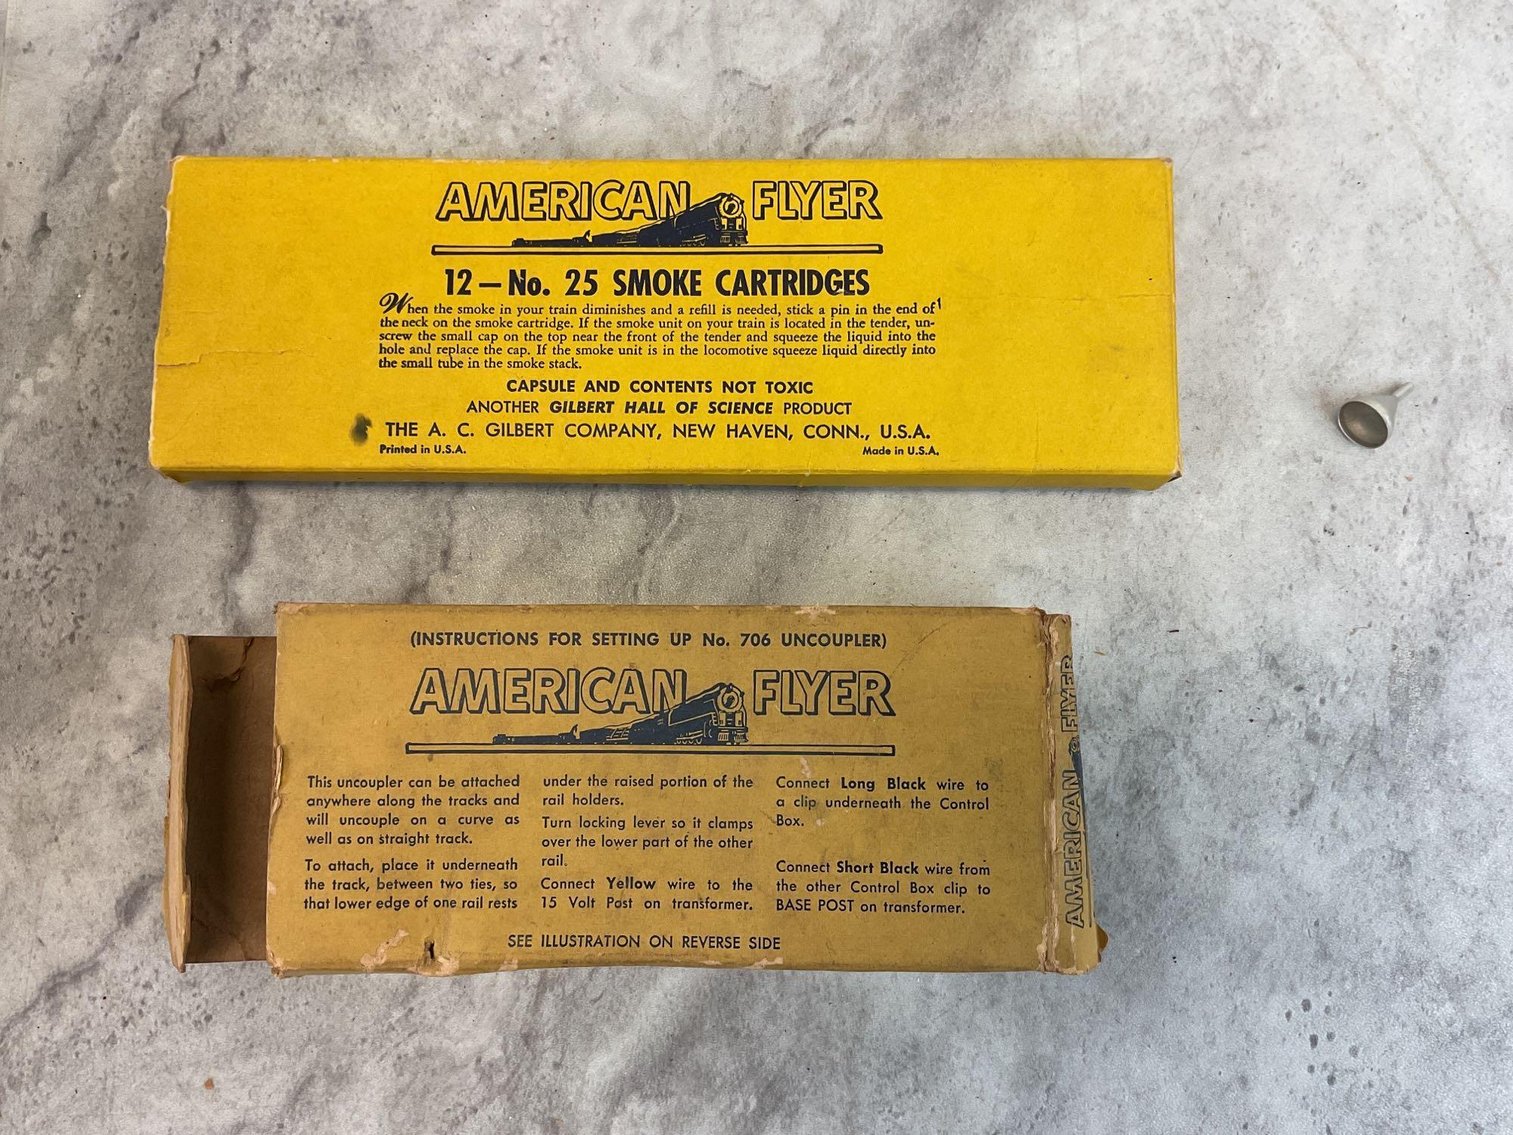 AMERICAN FLYER
12 — No. 25 SMOKE CARTRIDGES
When the smoke in your train diminishes and a refill is needed, stick a pin in the end of
the neck on the smoke cartridge. If the smoke unit on your train is located in the tender, un-
screw the small cap on the top near the front of the tender and squeeze the liquid into the
hole and replace the cap. If the smoke unit is in the locomotive squeeze liquid directly into
the small tube in the smoke stack.
CAPSULE AND CONTENTS NOT TOXIC
ANOTHER GILBERT HALL OF SCIENCE PRODUCT
THE A. C. GILBERT COMPANY, NEW HAVEN, CONN., U.S.A.
Printed in U.S.A. Made in U.S.A.
(INSTRUCTIONS FOR SETTING UP No. 706 UNCOUPLER)
AMERICAN FLYER
This uncoupler can be attached
anywhere along the tracks and
will uncouple on a curve as
well as on straight track.
To attach, place it underneath
the track, between two ties, so
that lower edge of one rail rests
under the raised portion of the
rail holders.
Turn locking lever so it clamps
over the lower part of the other
rail.
Connect Yellow wire to the
15 Volt Post on transformer.
Connect Long Black wire to
a clip underneath the Control
Box.
Connect Short Black wire from
the other Control Box clip to
BASE POST on transformer.
SEE ILLUSTRATION ON REVERSE SIDE
AMERICAN FLYER